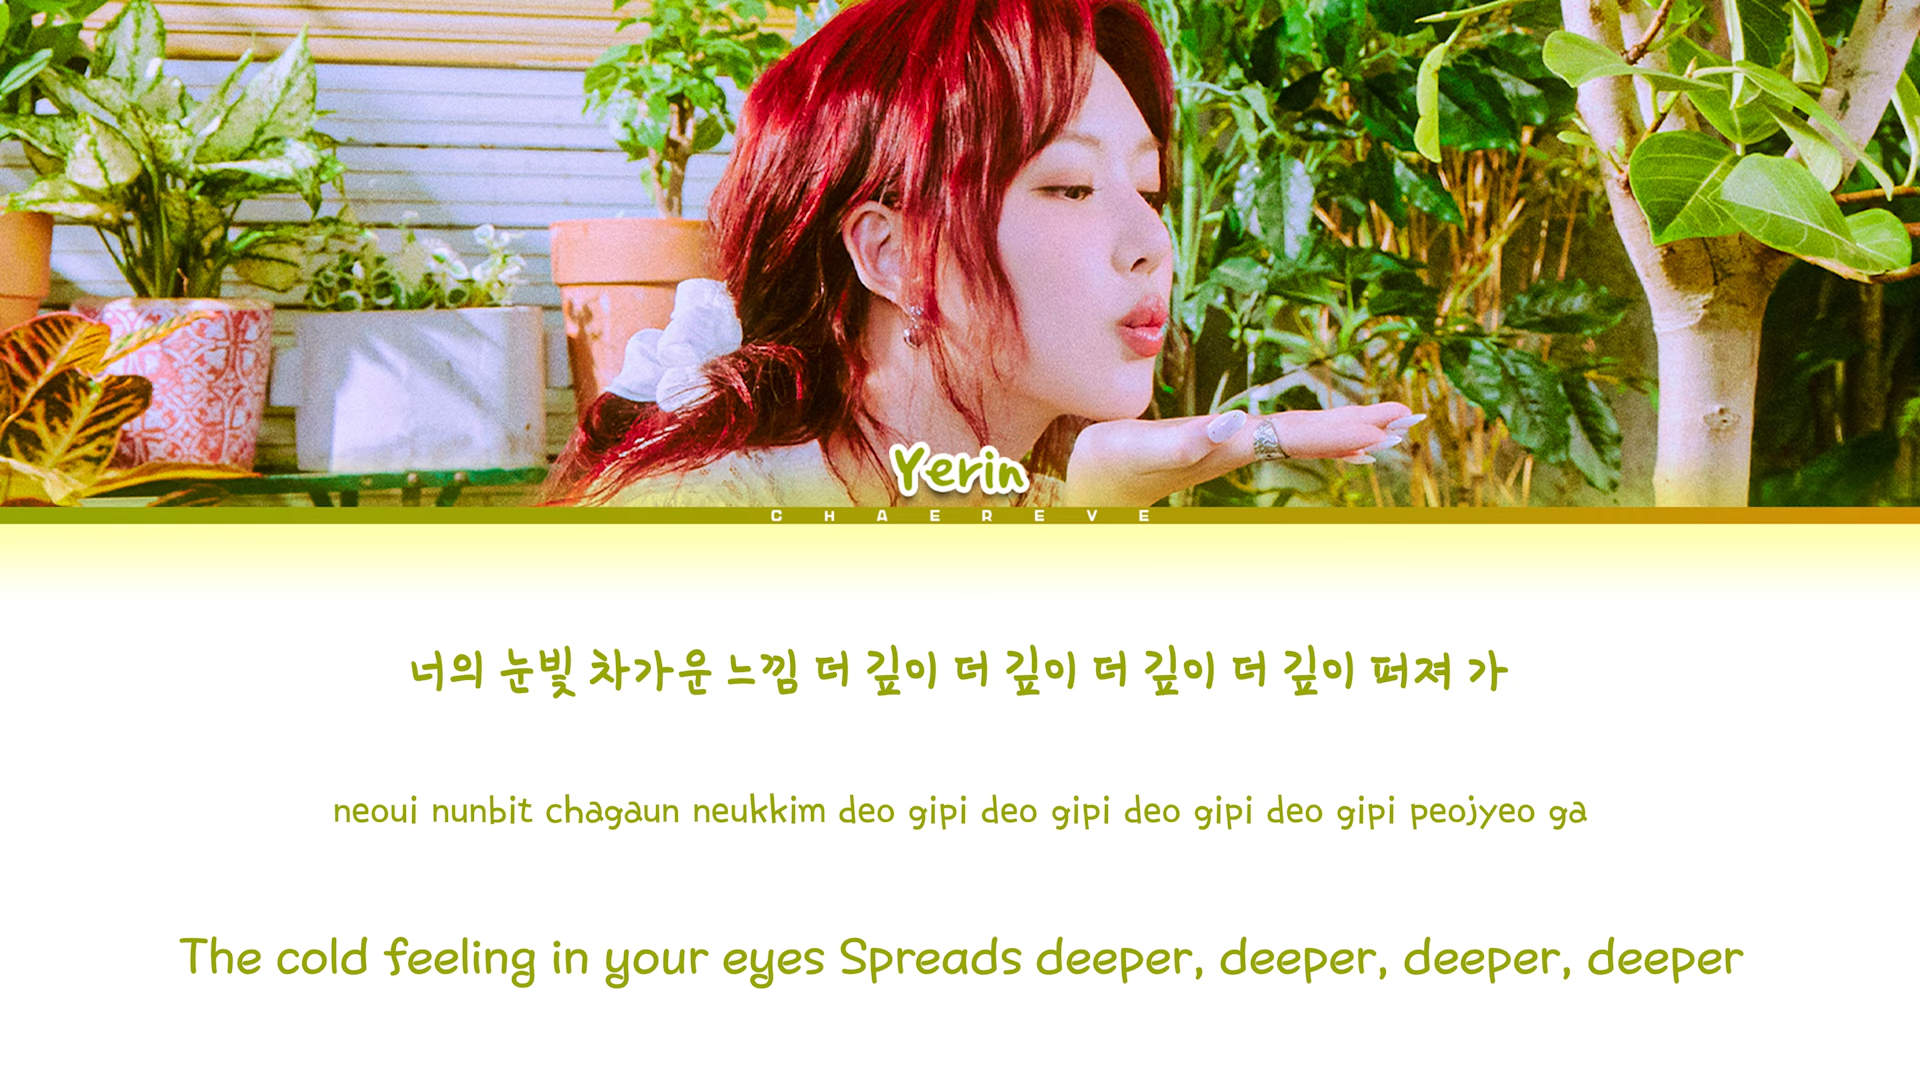 Yerin
CHAEREVE
너의 눈빛 차가운 느낌 더 깊이 더 깊이 더 깊이 더 깊이 퍼져 가
neoui nunbit chagaun neukkim deo gipi deo gipi deo gipi deo gipi peojyeo ga
The cold feeling in your eyes Spreads deeper, deeper, deeper, deeper